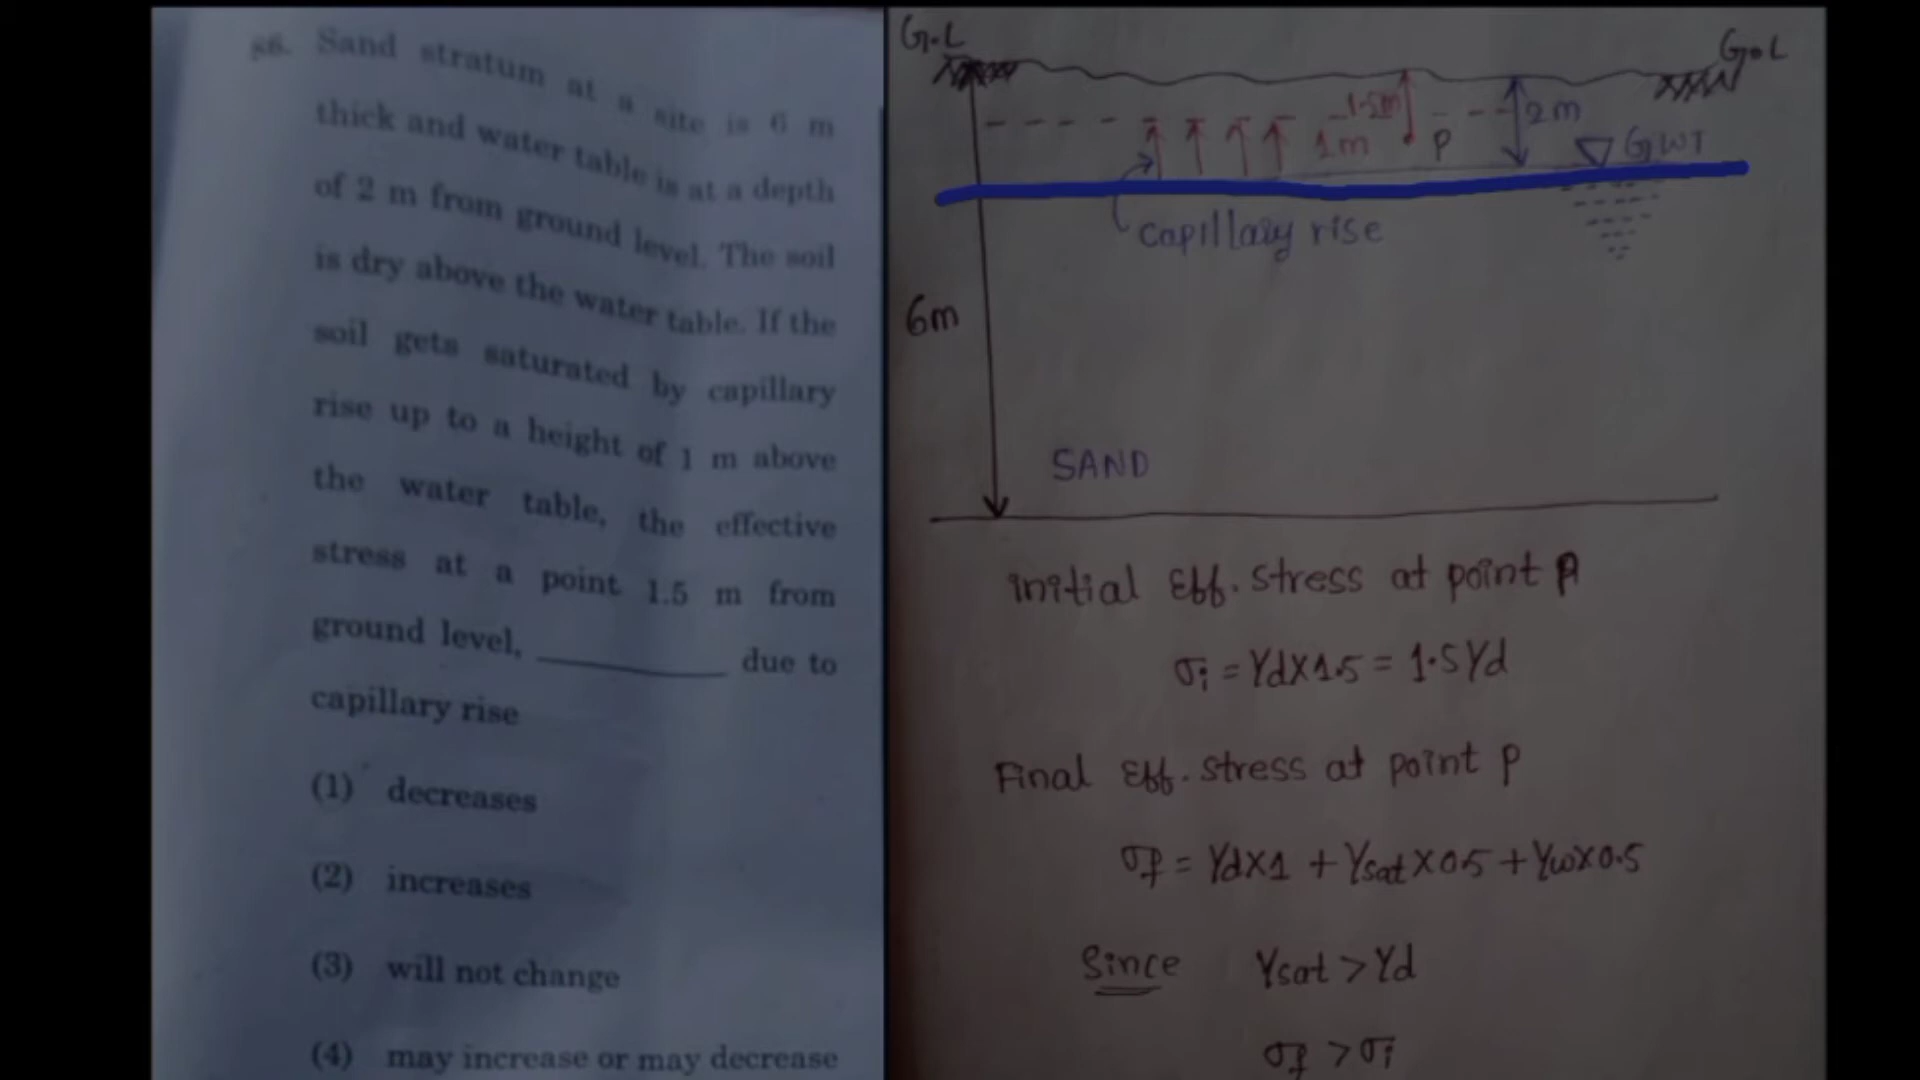 86. Sand stratum at a site is 6 m
thick and water table is at a depth
of 2 m from ground level. The soil
is dry above the water table. If the
soil gets saturated by capillary
rise up to a height of 1 m above
the water table, the effective
stress at a point 1.5 m from
ground level, __________ due to
capillary rise
(1) decreases
(2) increases
(3) will not change
(4) may increase or may decrease
G.L
G.L
1.5m
2m
1m
P
GWT
capillary rise
6m
SAND
initial Eff. stress at point P
σi = γd×1.5 = 1.5γd
Final Eff. stress at point P
σf = γd×1 + γsat×0.5 + γw×0.5
Since γsat > γd
σf > σi